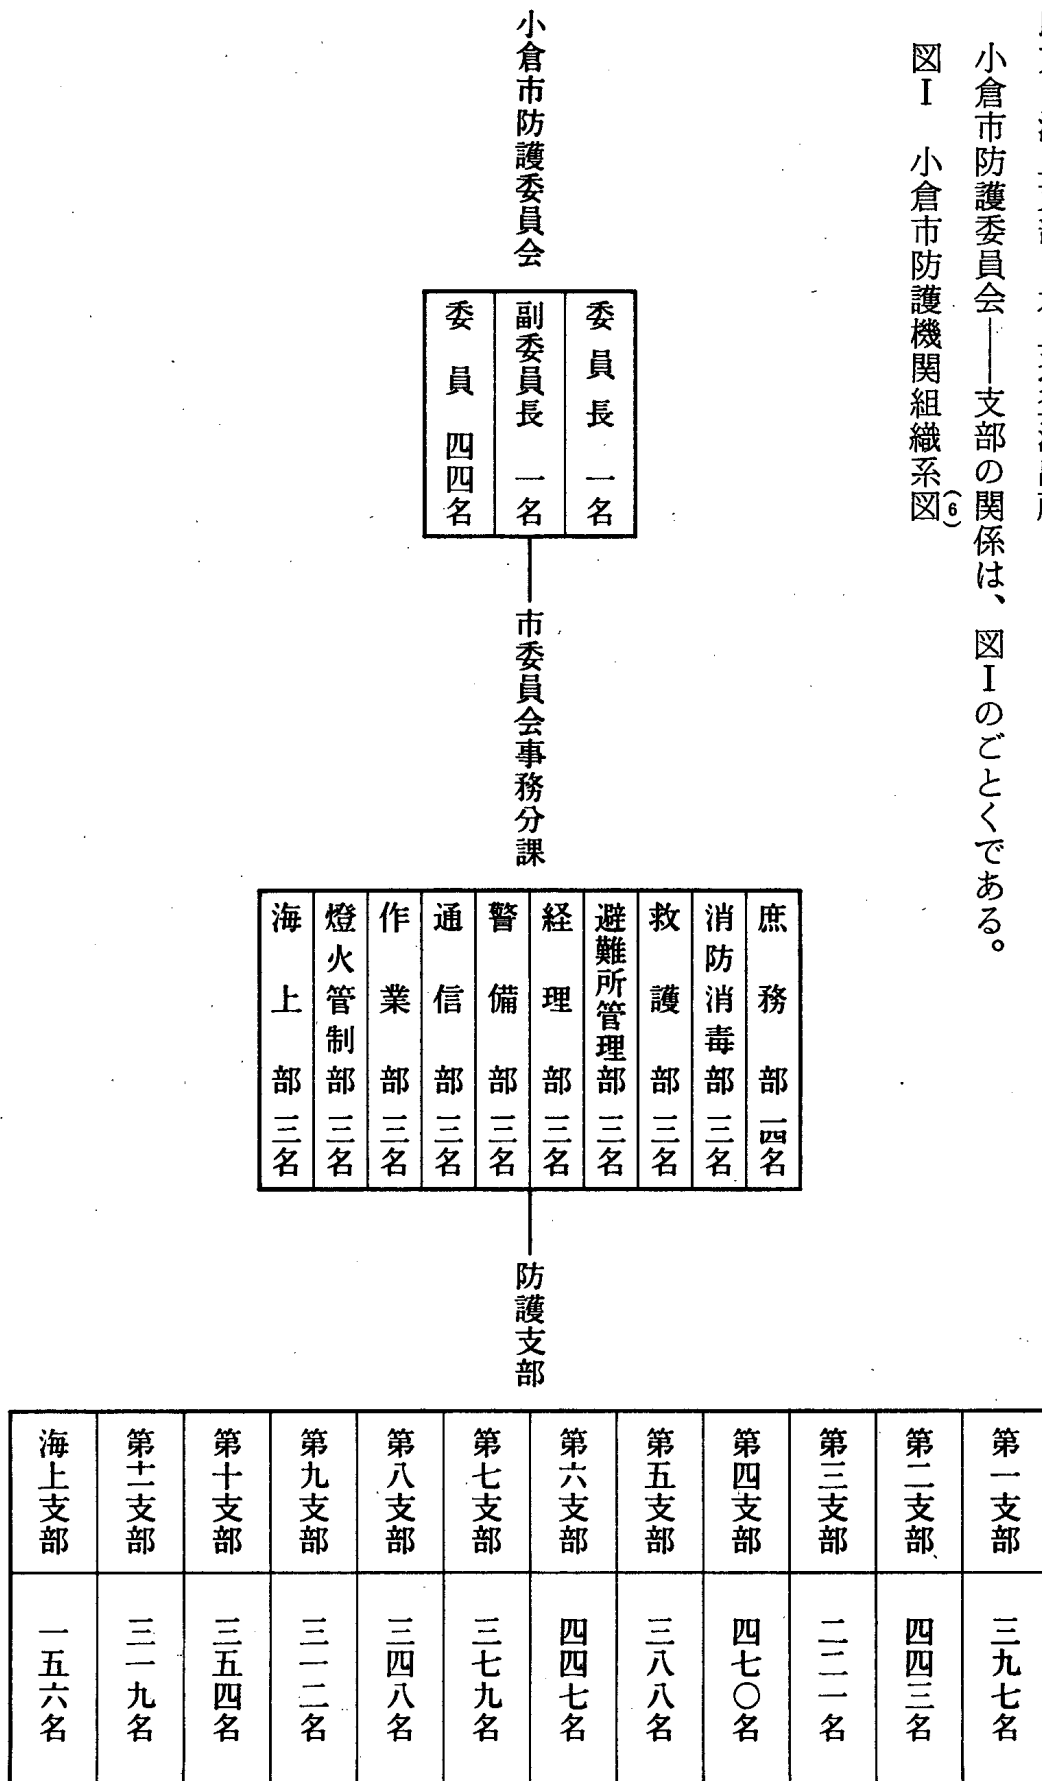 小倉市防護委員会――支部の関係は、図Ⅰのごとくである。
図Ⅰ 小倉市防護機関組織系図(6)
小倉市防護委員会
委員長 一名
副委員長 一名
委員 四四名
市委員会事務分課
庶務部 一四名
消防消毒部 三名
救護部 三名
避難所管理部 三名
経理部 三名
警備部 三名
通信部 三名
作業部 三名
燈火管制部 三名
海上部 三名
防護支部
第一支部 三九七名
第二支部 四四三名
第三支部 二二一名
第四支部 四七〇名
第五支部 三八八名
第六支部 四四七名
第七支部 三七九名
第八支部 三四八名
第九支部 三一二名
第十支部 三五四名
第十一支部 三一九名
海上支部 一五六名